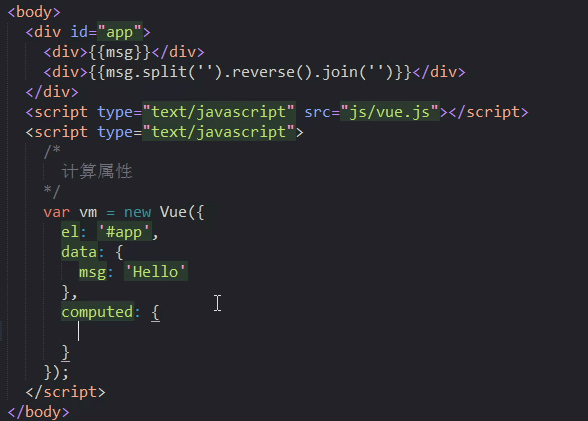 <body>
  <div id="app">
    <div>{{msg}}</div>
    <div>{{msg.split('').reverse().join('')}}</div>
  </div>
  <script type="text/javascript" src="js/vue.js"></script>
  <script type="text/javascript">
    /*
      计算属性
    */
    var vm = new Vue({
      el: '#app',
      data: {
        msg: 'Hello'
      },
      computed: {
      }
    });
  </script>
</body>